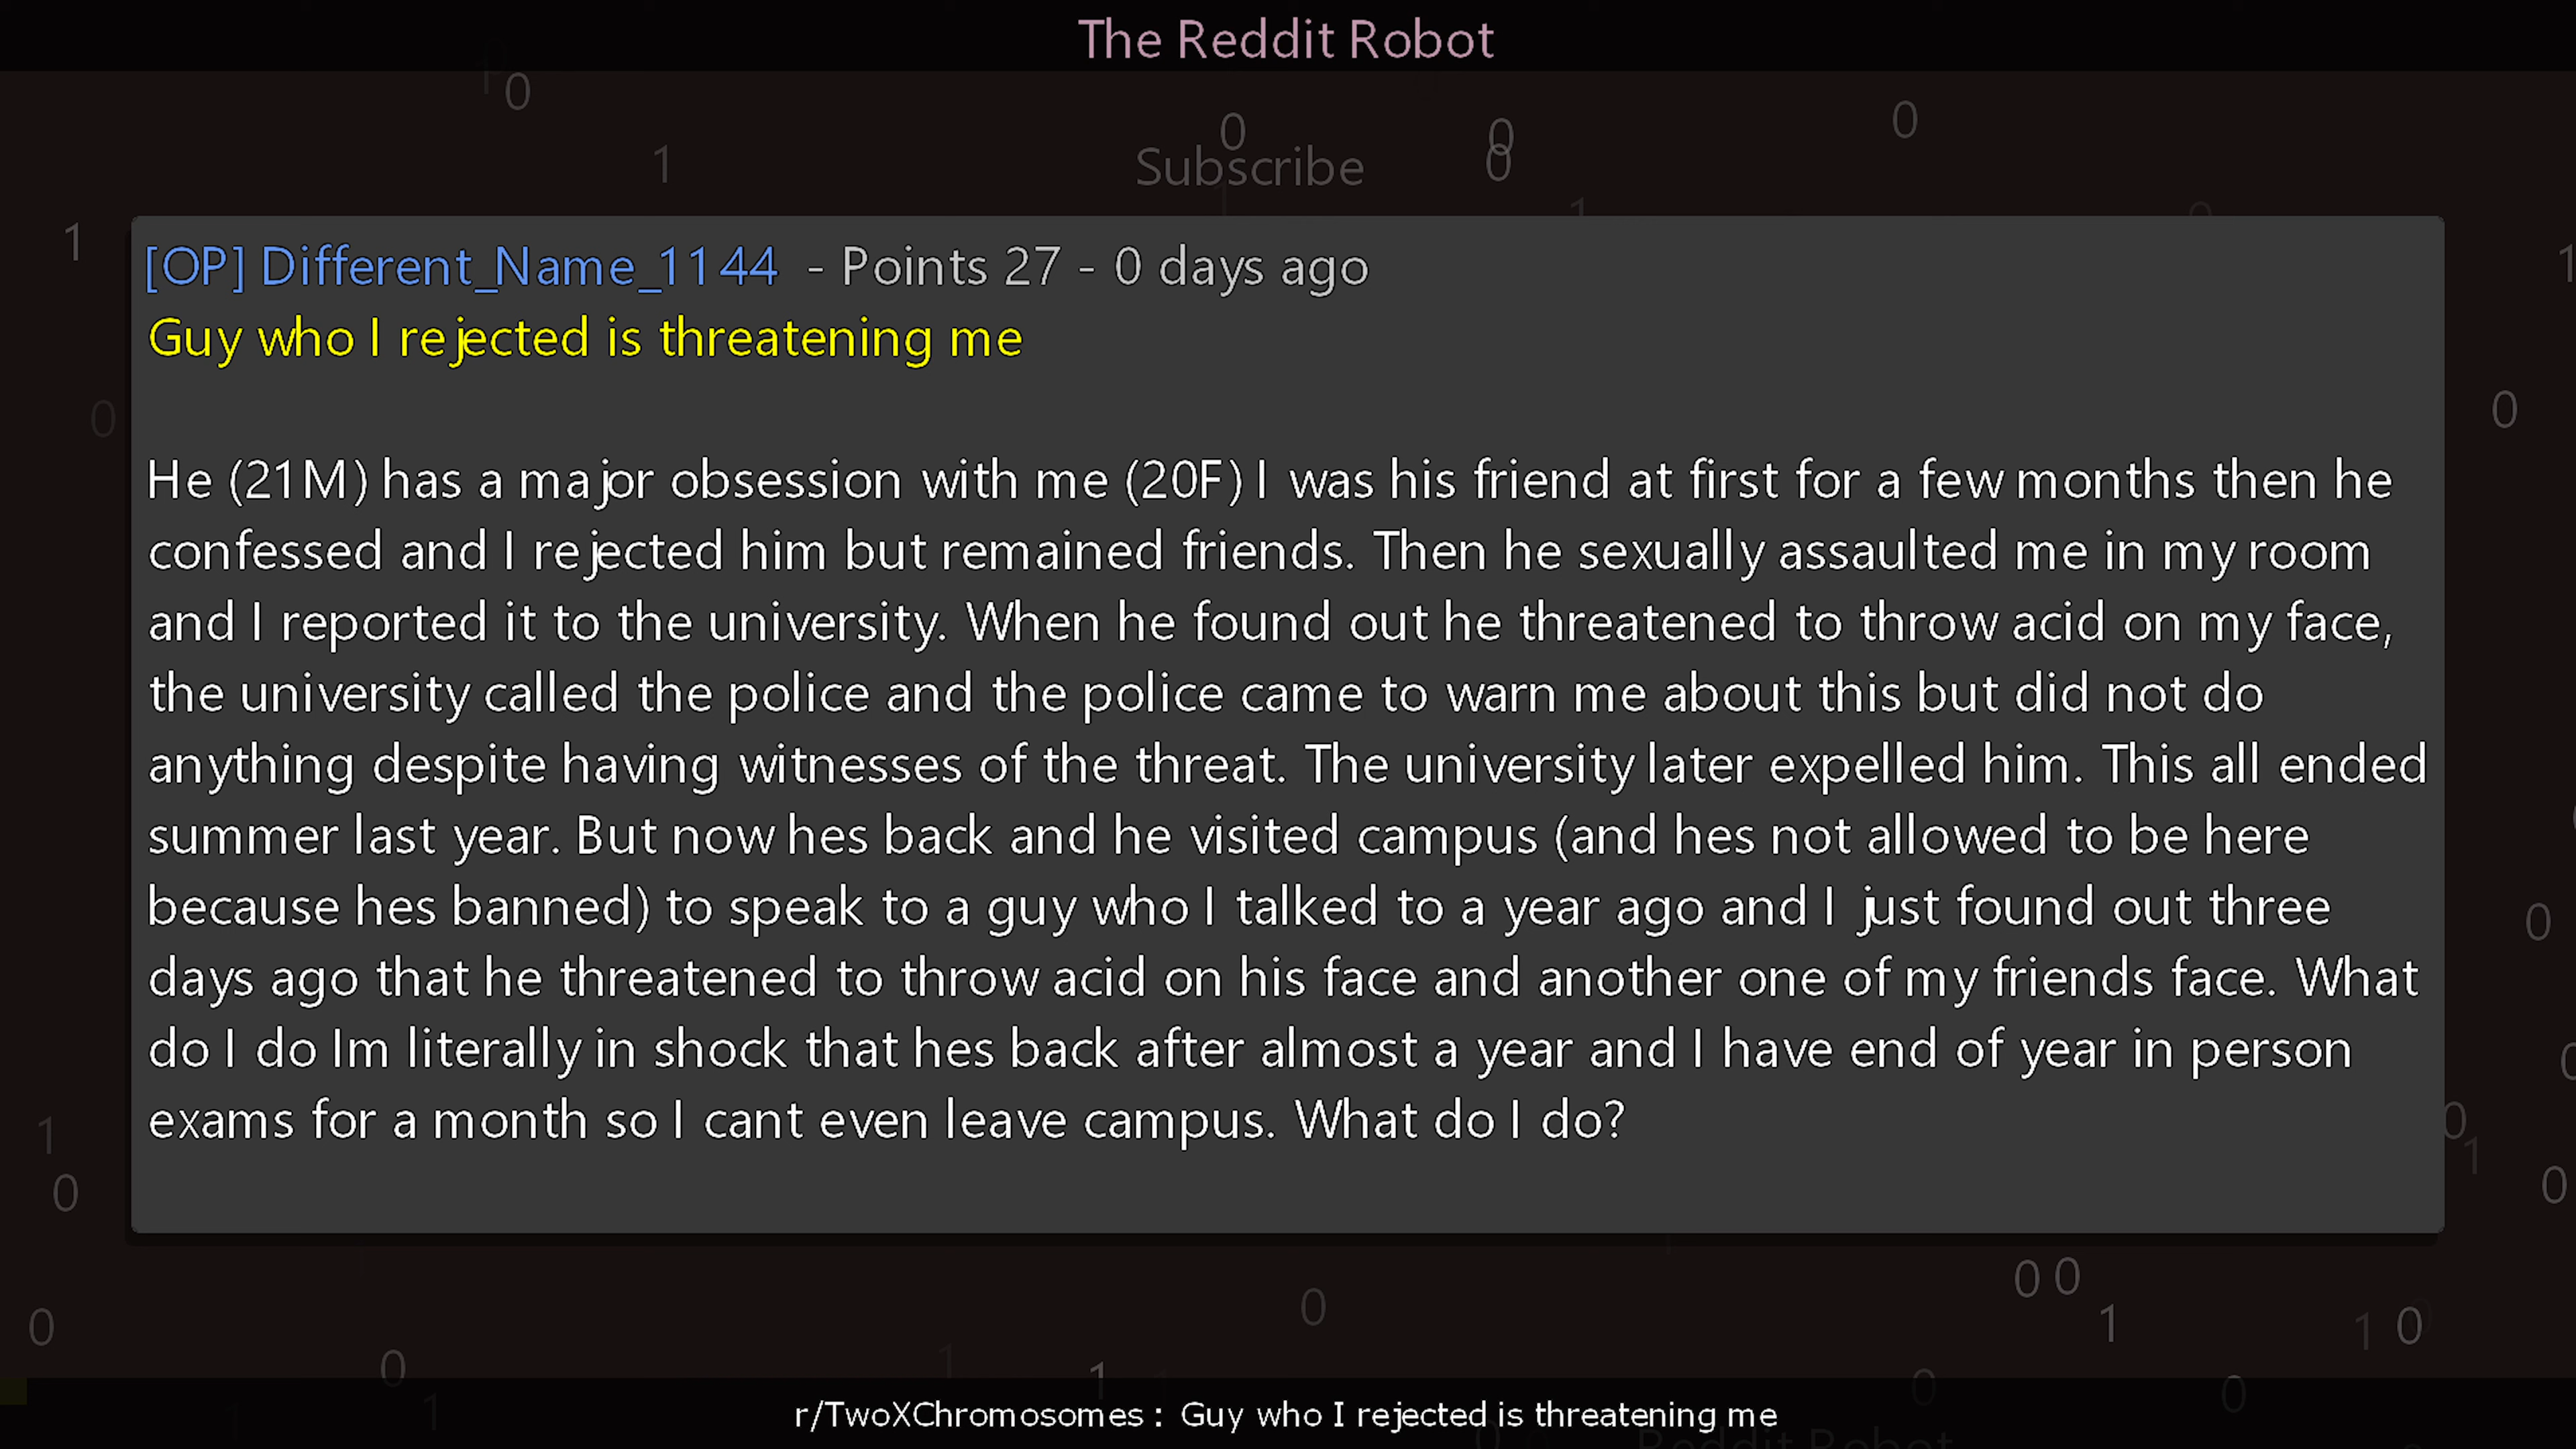 The Reddit Robot
Subscribe
[OP] Different_Name_1144 - Points 27 - 0 days ago
Guy who I rejected is threatening me
He (21M) has a major obsession with me (20F) I was his friend at first for a few months then he
confessed and I rejected him but remained friends. Then he sexually assaulted me in my room
and I reported it to the university. When he found out he threatened to throw acid on my face,
the university called the police and the police came to warn me about this but did not do
anything despite having witnesses of the threat. The university later expelled him. This all ended
summer last year. But now hes back and he visited campus (and hes not allowed to be here
because hes banned) to speak to a guy who I talked to a year ago and I just found out three
days ago that he threatened to throw acid on his face and another one of my friends face. What
do I do Im literally in shock that hes back after almost a year and I have end of year in person
exams for a month so I cant even leave campus. What do I do?
r/TwoXChromosomes : Guy who I rejected is threatening me
Reddit Robot